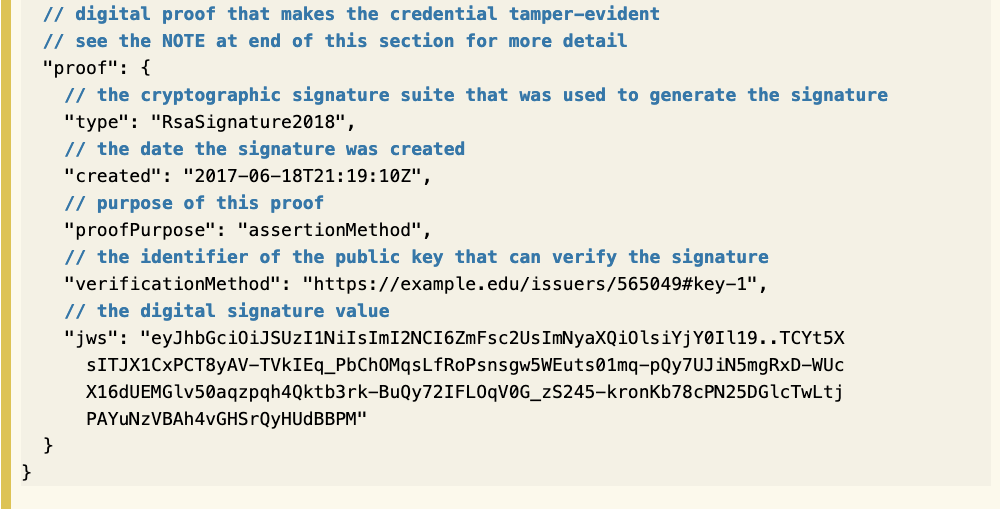 // digital proof that makes the credential tamper-evident
// see the NOTE at end of this section for more detail
"proof": {
// the cryptographic signature suite that was used to generate the signature
"type": "RsaSignature2018",
// the date the signature was created
"created": "2017-06-18T21:19:10Z",
// purpose of this proof
"proofPurpose": "assertionMethod",
// the identifier of the public key that can verify the signature
"verificationMethod": "https://example.edu/issuers/565049#key-1",
// the digital signature value
"jws": "eyJhbGciOiJSUzI1NiIsImI2NCI6ZmFsc2UsImNyaXQiOlsiYjY0Il19..TCYt5X
sITJX1CxPCT8yAV-TVkIEq_PbChOMqsLfRoPsnsgw5WEuts01mq-pQy7UJiN5mgRxD-WUc
X16dUEMGlv50aqzpqh4Qktb3rk-BuQy72IFLOqV0G_zS245-kronKb78cPN25DGlcTwLtj
PAYuNzVBAh4vGHSrQyHUdBBPM"
}
}